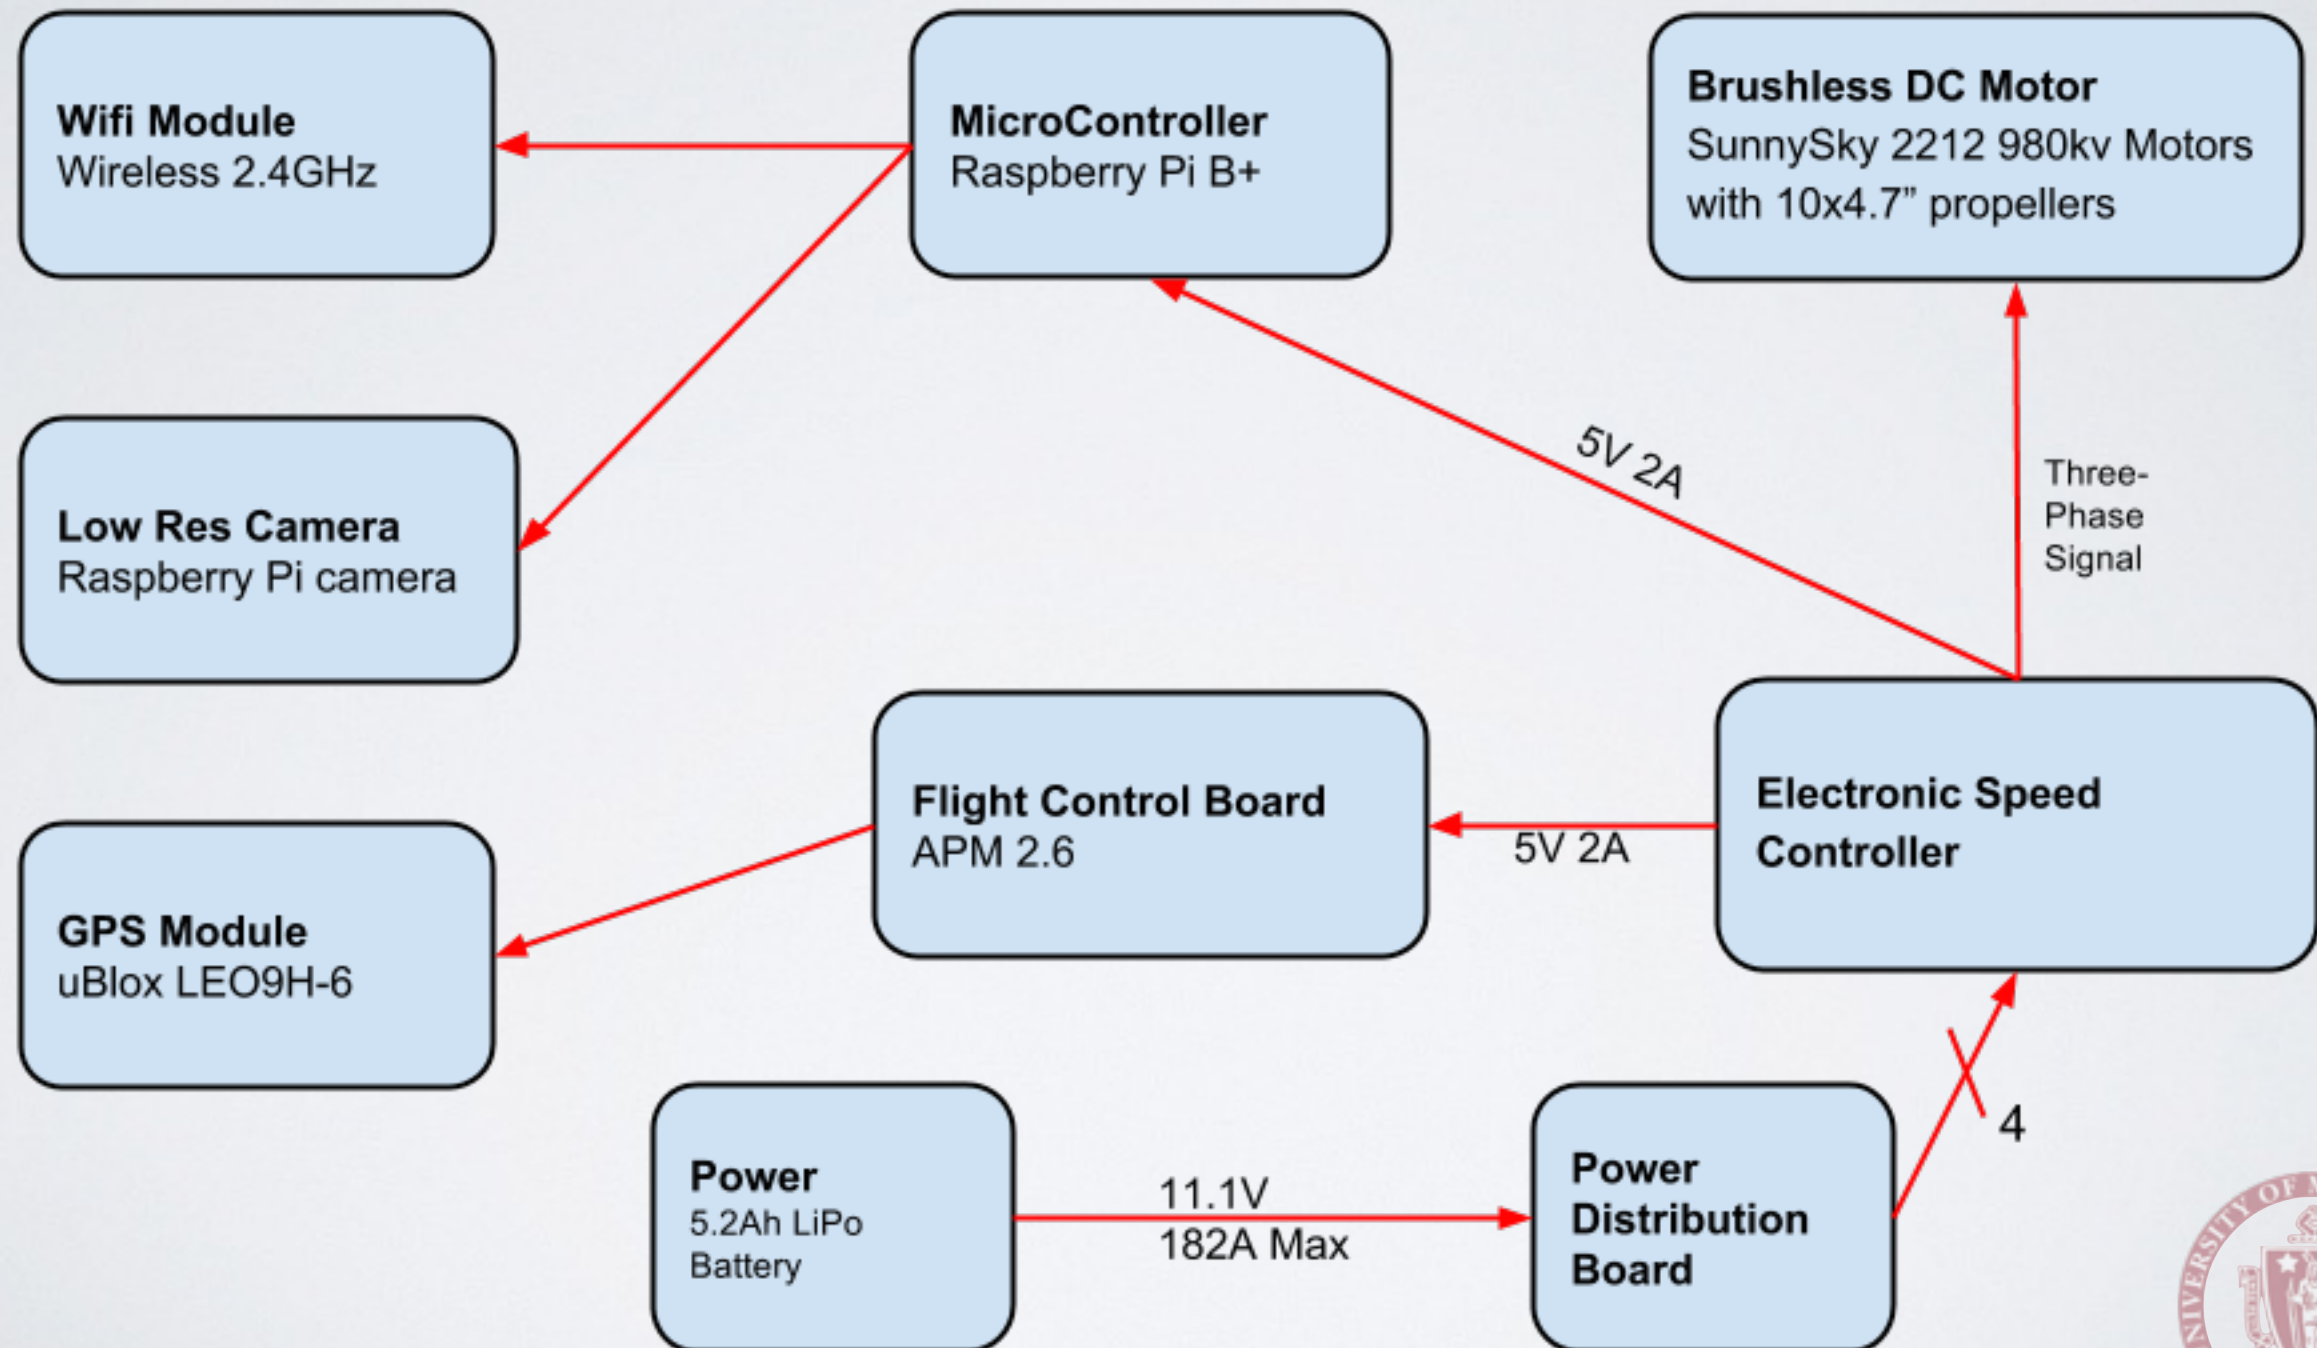 Wifi Module
Wireless 2.4GHz
MicroController
Raspberry Pi B+
Brushless DC Motor
SunnySky 2212 980kv Motors
with 10x4.7” propellers
Low Res Camera
Raspberry Pi camera
5V 2A
Three-
Phase
Signal
Flight Control Board
APM 2.6
5V 2A
Electronic Speed
Controller
GPS Module
uBlox LEO9H-6
4
Power
5.2Ah LiPo
Battery
11.1V
182A Max
Power
Distribution
Board
UNIVERSITY OF